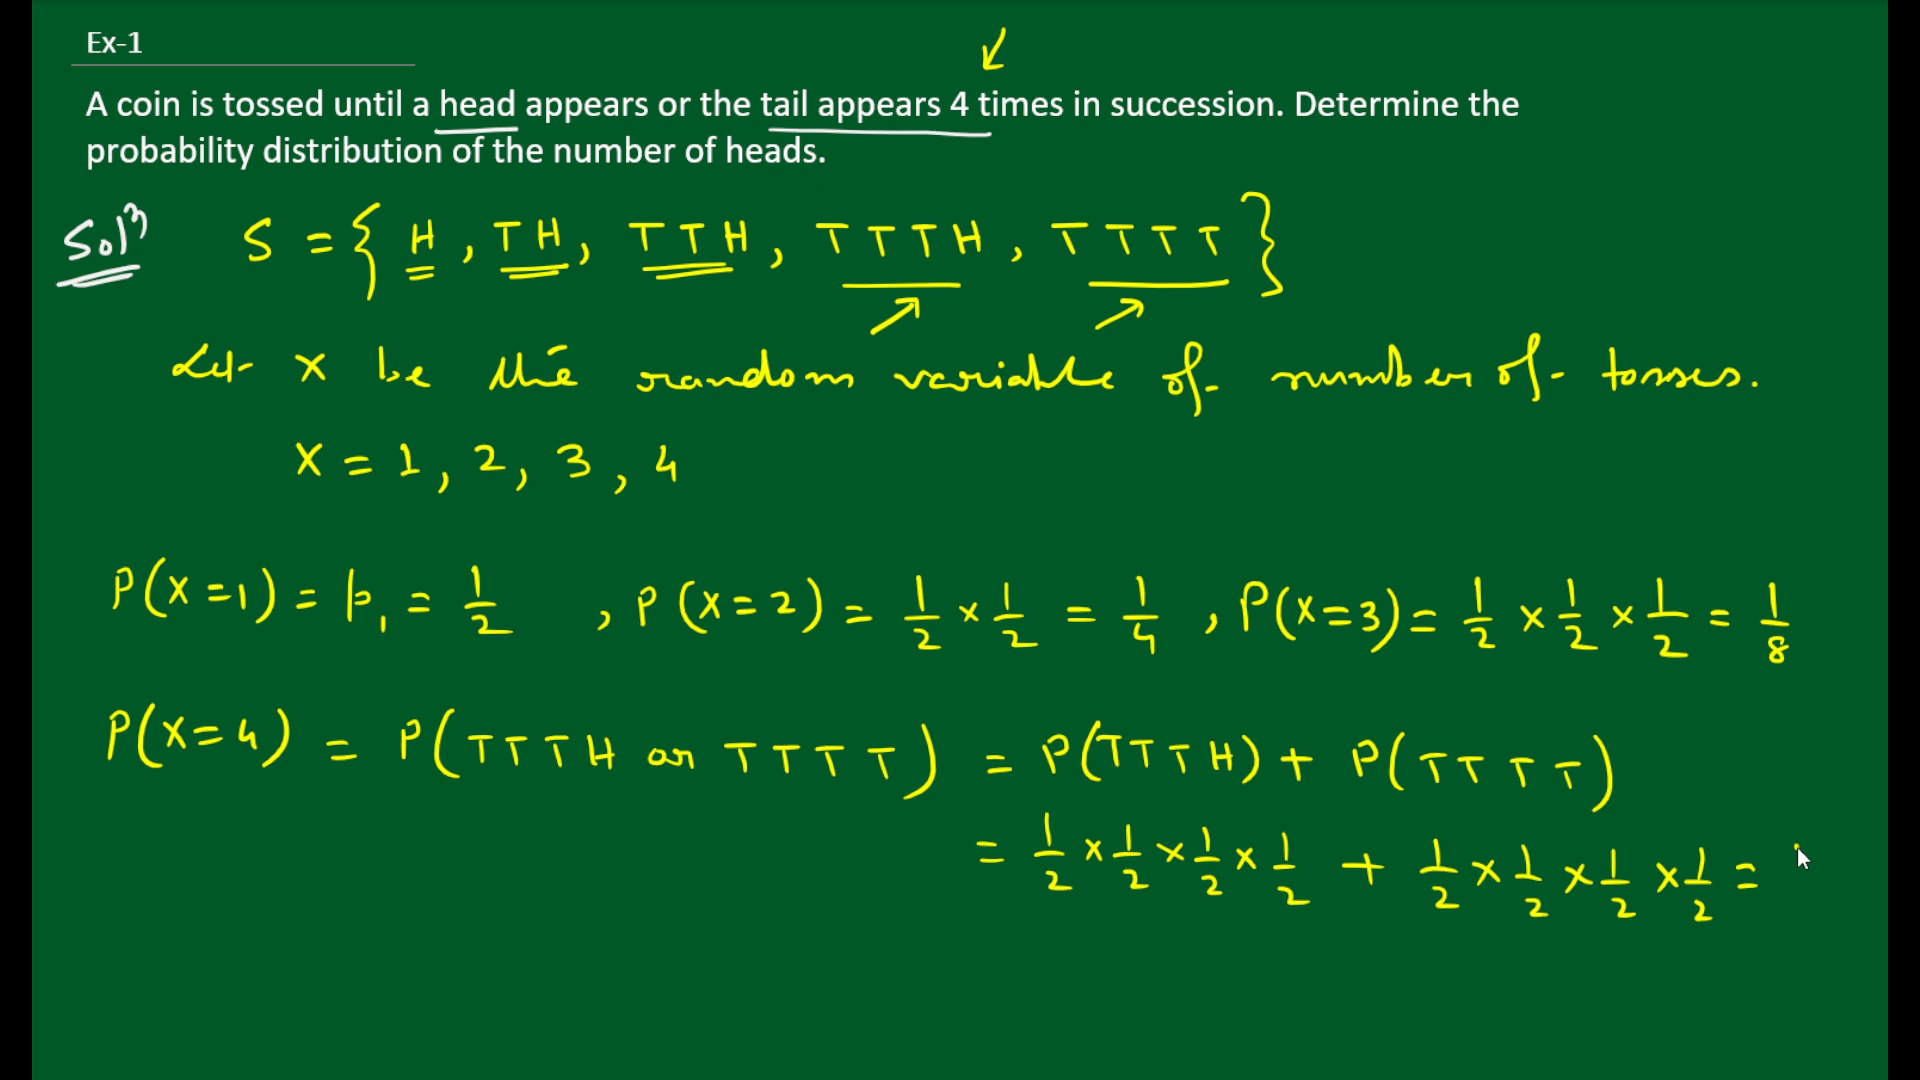 Ex-1
A coin is tossed until a head appears or the tail appears 4 times in succession. Determine the
probability distribution of the number of heads.
Solⁿ S = { H , TH , TTH , TTTH , TTTT }
Let X be the random variable of number of tosses.
X = 1 , 2 , 3 , 4
P(X=1) = p₁ = 1/2 , P(X=2) = 1/2 × 1/2 = 1/4 , P(X=3) = 1/2 × 1/2 × 1/2 = 1/8
P(X=4) = P(TTTH or TTTT) = P(TTTH) + P(TTTT)
= 1/2 × 1/2 × 1/2 × 1/2 + 1/2 × 1/2 × 1/2 × 1/2 =